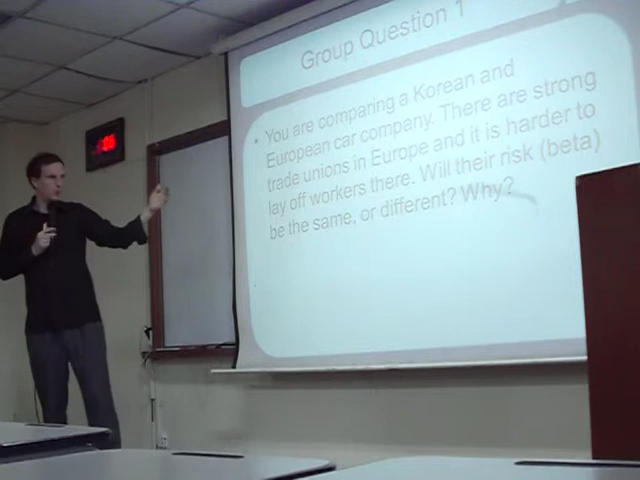 Group Question 1
• You are comparing a Korean and
European car company. There are strong
trade unions in Europe and it is harder to
lay off workers there. Will their risk (beta)
be the same, or different? Why?